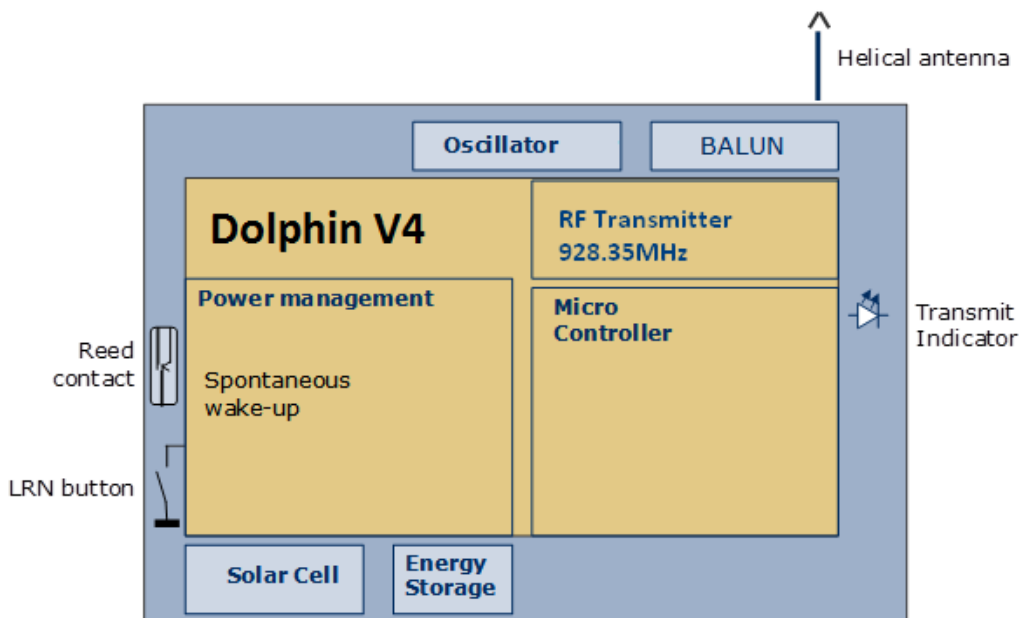 Helical antenna
Oscillator
BALUN
Dolphin V4
RF Transmitter
928.35MHz
Power management
Micro
Controller
Transmit
Indicator
Reed
contact
Spontaneous
wake-up
LRN button
Solar Cell
Energy
Storage